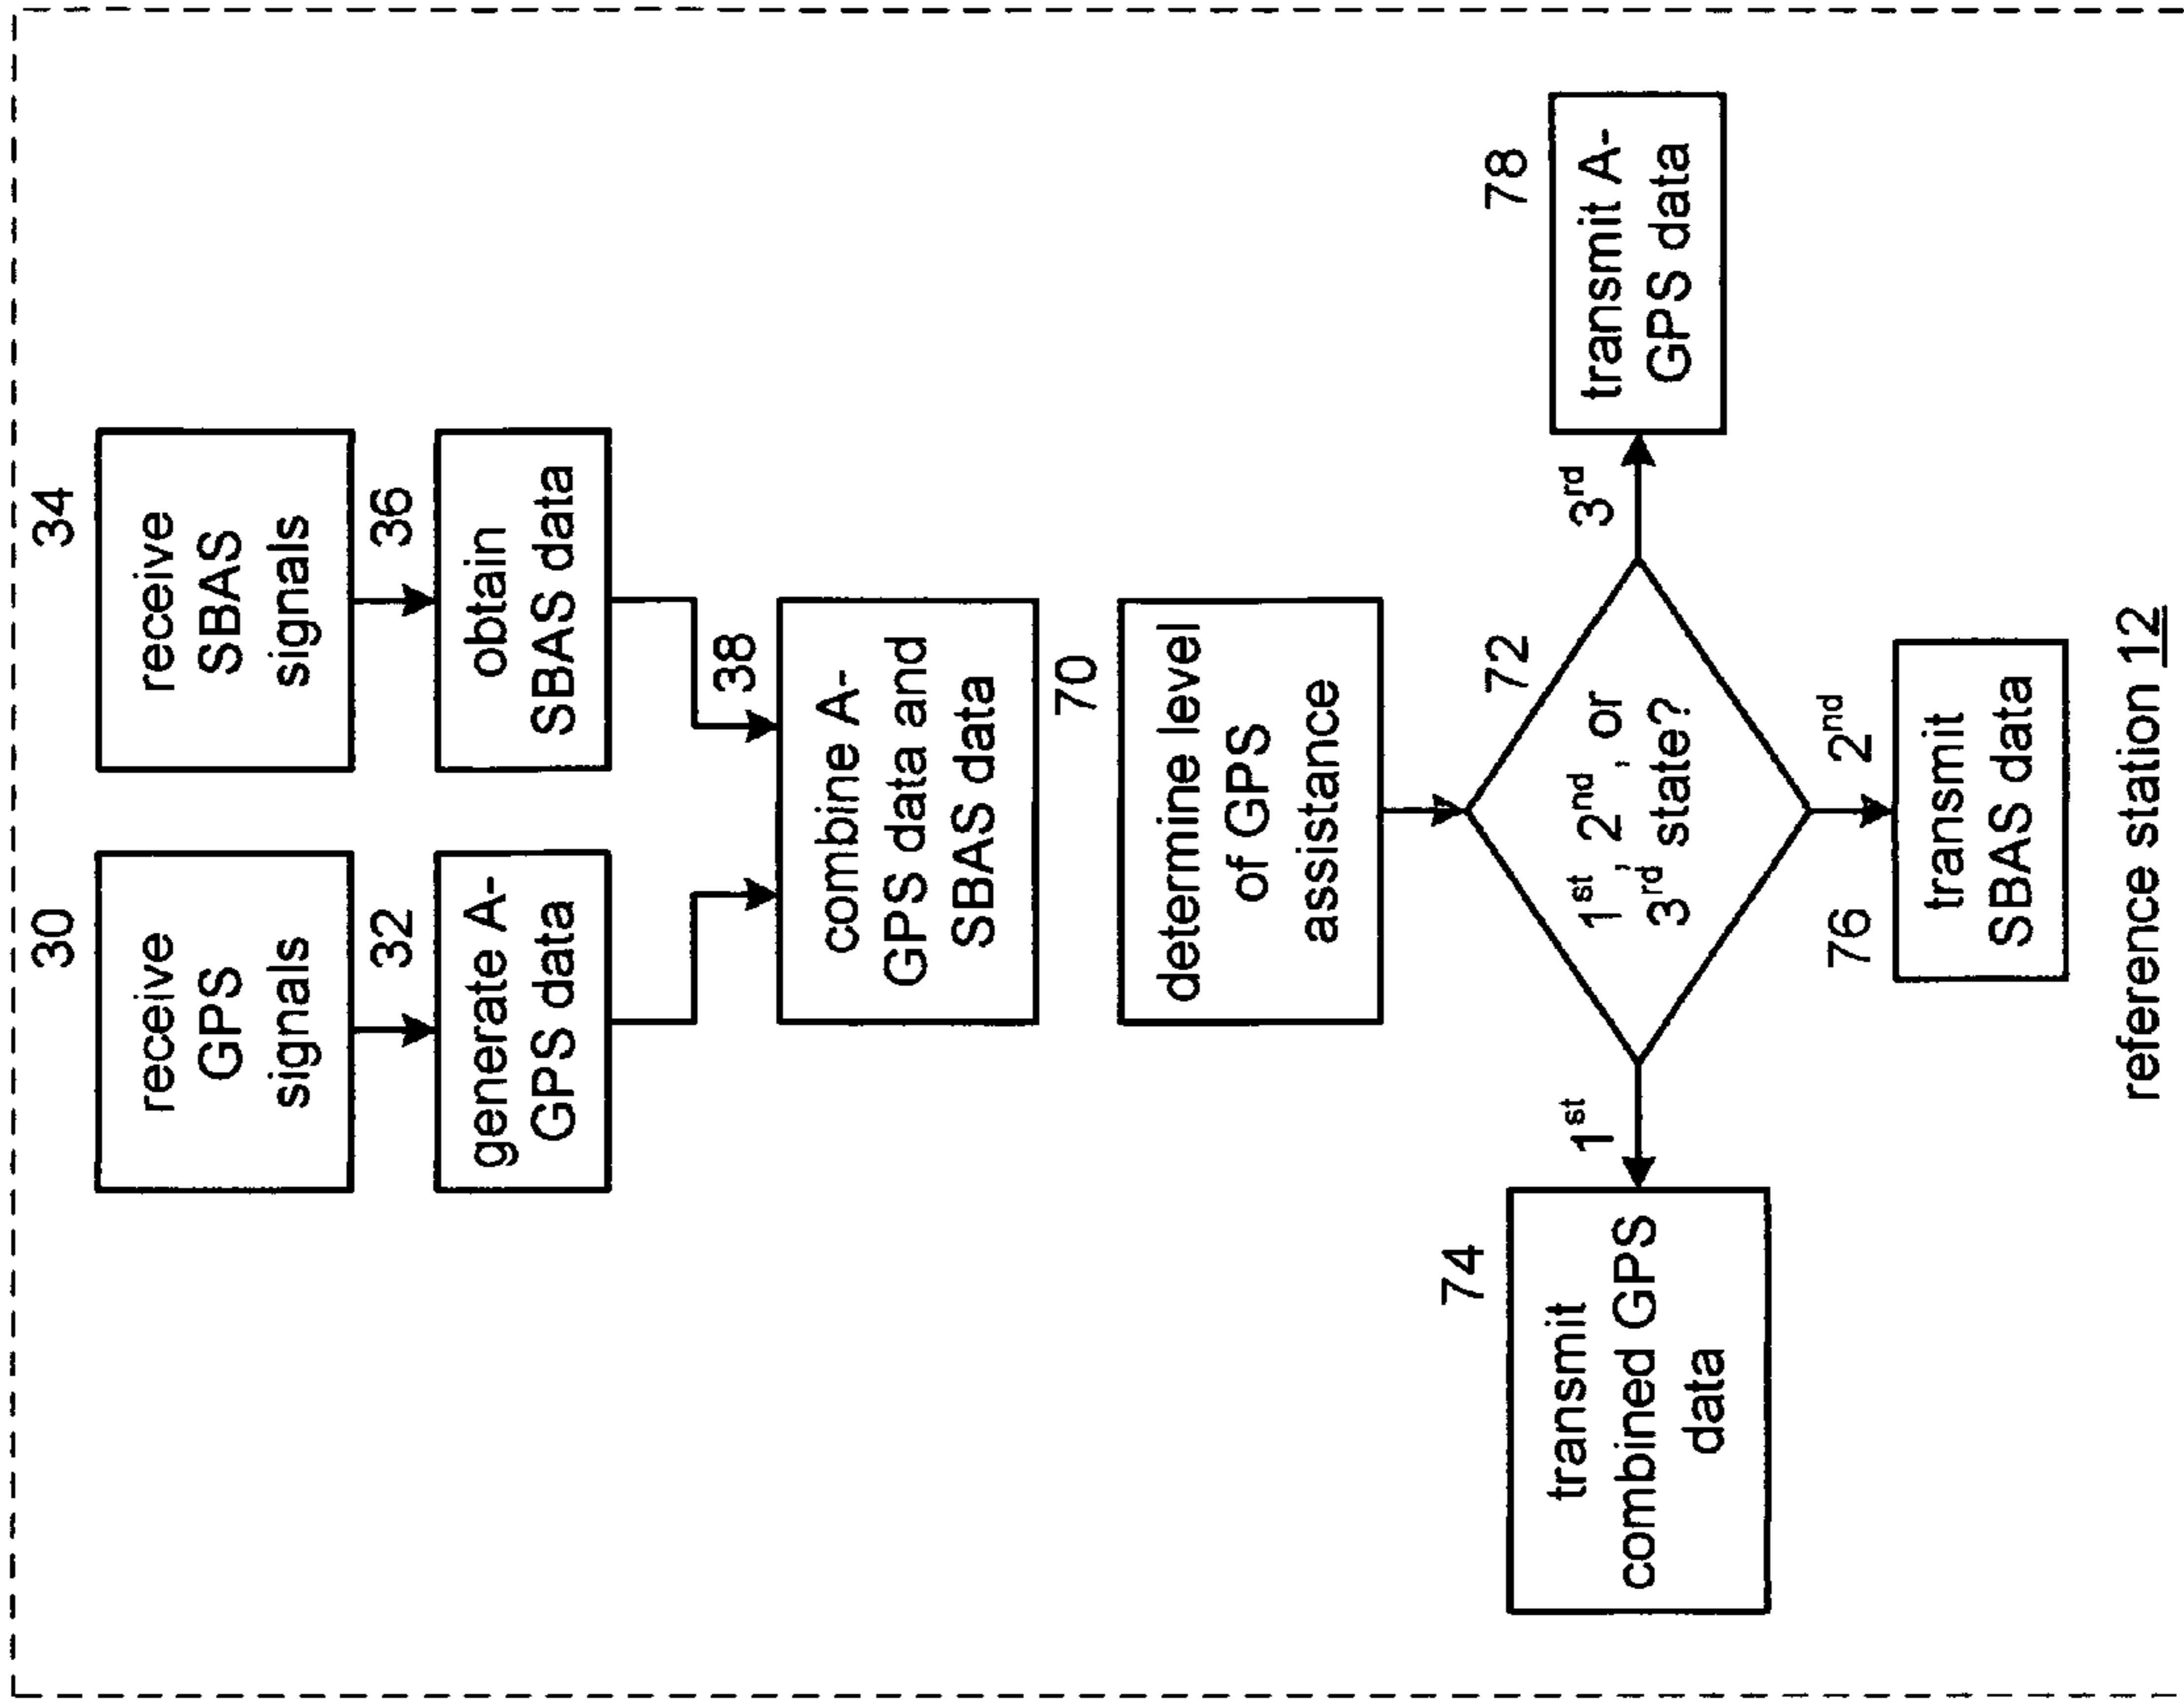 30
receive
GPS
signals
34
receive
SBAS
signals
32
generate A-
GPS data
36
obtain
SBAS data
38
combine A-
GPS data and
SBAS data
70
determine level
of GPS
assistance
72
1st, 2nd, or
3rd state?
1st
74
transmit
combined GPS
data
3rd
78
transmit A-
GPS data
2nd
76
transmit
SBAS data
reference station 12